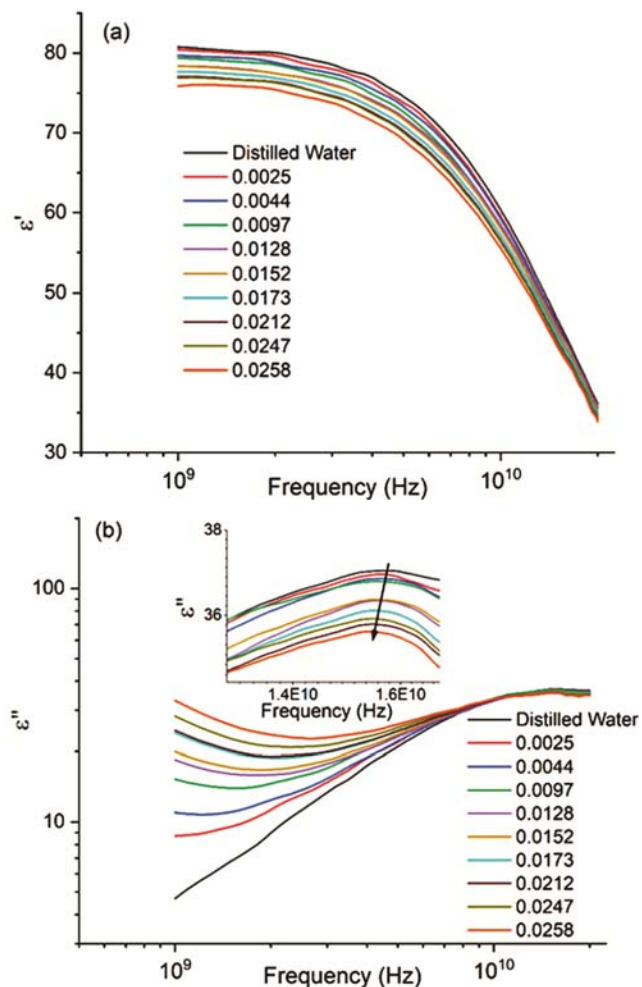 (a)
80
70
60
50
40
30
ε'
Distilled Water
0.0025
0.0044
0.0097
0.0128
0.0152
0.0173
0.0212
0.0247
0.0258
10⁹
10¹⁰
Frequency (Hz)
(b)
100
10
ε"
38
36
ε"
1.4E10
1.6E10
Frequency (Hz)
Distilled Water
0.0025
0.0044
0.0097
0.0128
0.0152
0.0173
0.0212
0.0247
0.0258
10⁹
10¹⁰
Frequency (Hz)